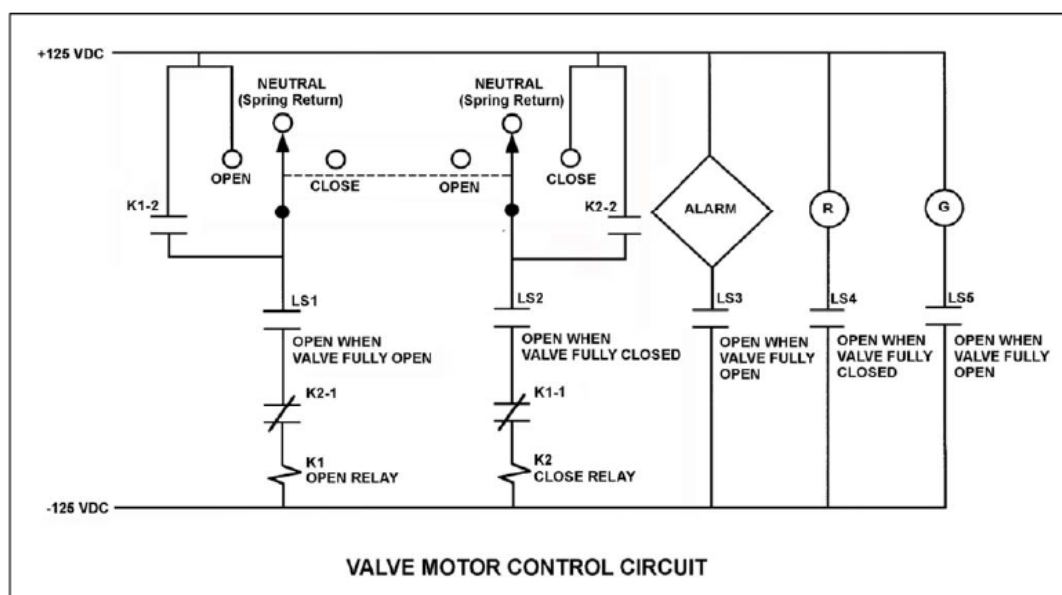 +125 VDC
NEUTRAL
(Spring Return)
NEUTRAL
(Spring Return)
OPEN
CLOSE
OPEN
CLOSE
K1-2
K2-2
ALARM
R
G
LS1
OPEN WHEN
VALVE FULLY OPEN
LS2
OPEN WHEN
VALVE FULLY CLOSED
LS3
OPEN WHEN
VALVE FULLY
OPEN
LS4
OPEN WHEN
VALVE FULLY
CLOSED
LS5
OPEN WHEN
VALVE FULLY
OPEN
K2-1
K1-1
K1
OPEN RELAY
K2
CLOSE RELAY
-125 VDC
VALVE MOTOR CONTROL CIRCUIT